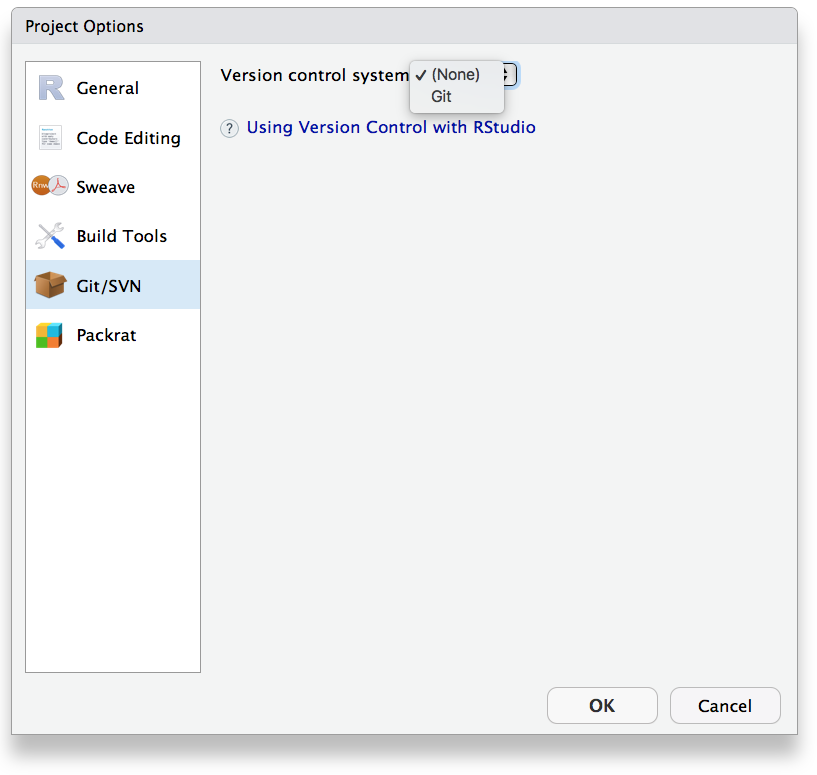 Project Options
General
Code Editing
Sweave
Build Tools
Git/SVN
Packrat
Version control system
✓ (None)
Git
? Using Version Control with RStudio
OK
Cancel